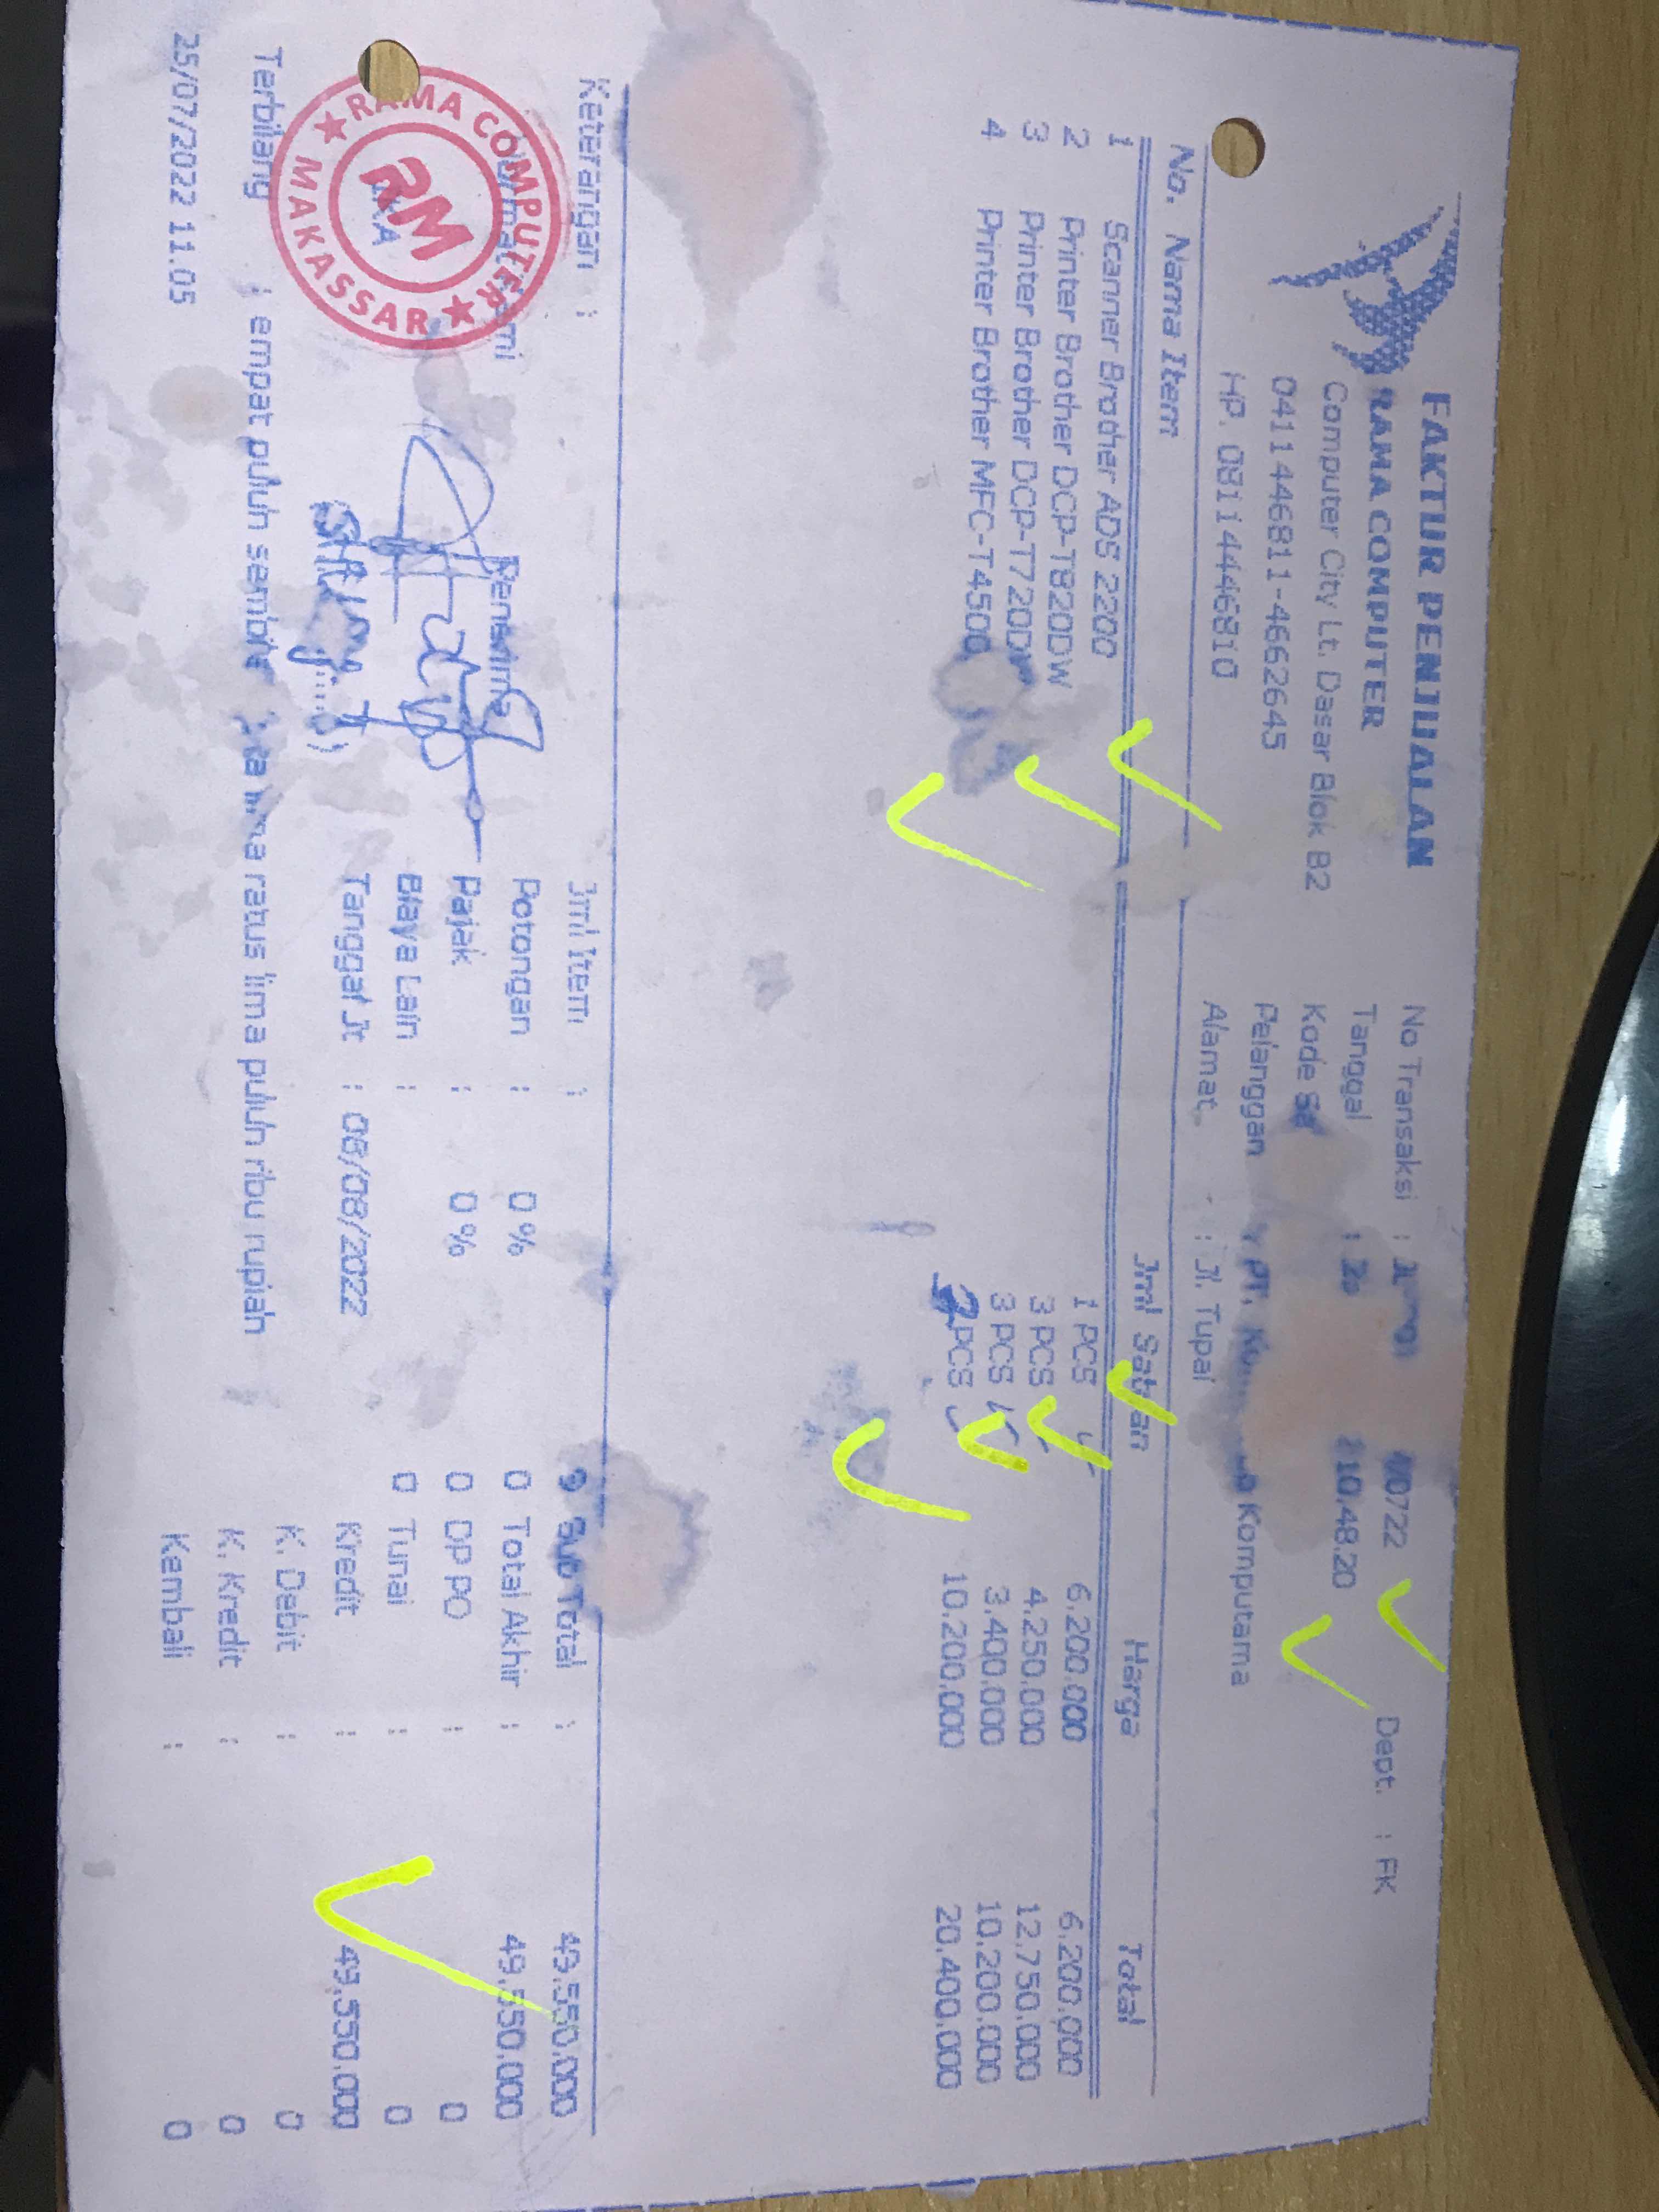 FAKTUR PENJUALAN
RAMA COMPUTER
Computer City Lt. Dasar Blok B2
0411 446811-4662645
HP. 0811 4446810
No Transaksi :
Tanggal :
Kode
Pelanggan : PT. Komputama
Alamat : Jl. Tupai
Dept. : FK
No. Nama Item Jml Satuan Harga Total
1 Scanner Brother ADS 2200 1 PCS 6,200.000 6,200,000
2 Printer Brother DCP-T820DW 3 PCS 4,250.000 12,750,000
3 Printer Brother DCP-T720DW 3 PCS 3,400.000 10,200,000
4 Printer Brother MFC-T4500 2 PCS 10,200.000 20,400,000
Keterangan :
Hormat Kami
Penerima
RAMA COMPUTER
MAKASSAR
RM
Jml Item : 9
Potongan : 0 % 0
Pajak : 0 % 0
Biaya Lain : 0
Tanggal Jt : 08/08/2022
Sub Total : 49,550,000
Total Akhir : 49,550,000
DP PO : 0
Tunai : 0
Kredit : 49,550,000
K. Debit : 0
K. Kredit : 0
Kembali : 0
Terbilang : empat puluh sembilan juta lima ratus lima puluh ribu rupiah
25/07/2022 11.05